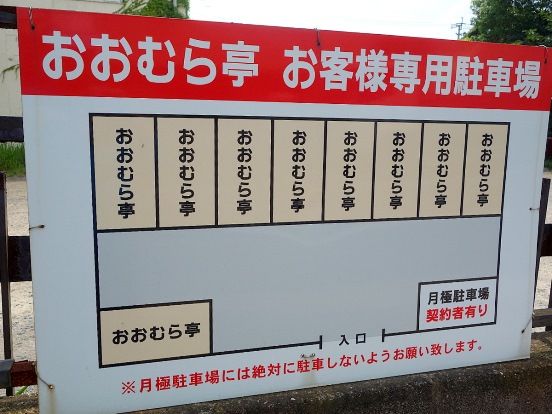 おおむら亭 お客様専用駐車場
おおむら亭
おおむら亭
おおむら亭
おおむら亭
おおむら亭
おおむら亭
おおむら亭
おおむら亭
おおむら亭
入口
月極駐車場
契約者有り
※月極駐車場には絶対に駐車しないようお願い致します。